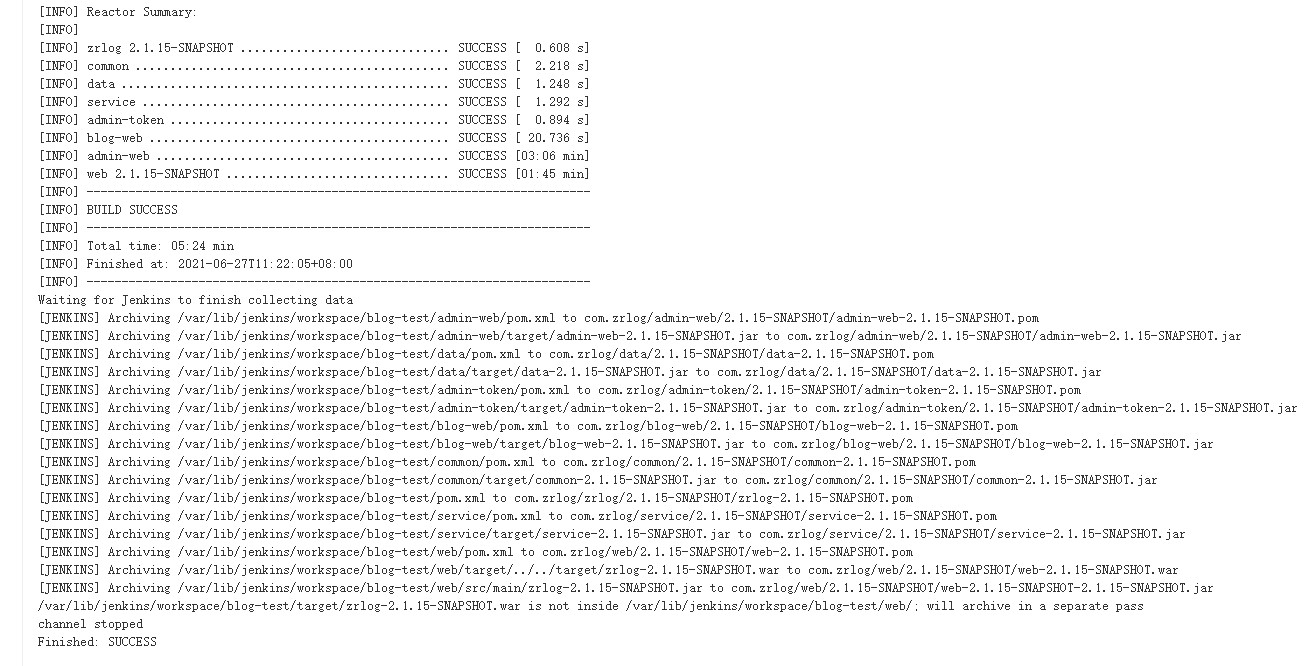 [INFO] Reactor Summary:
[INFO]
[INFO] zrlog 2.1.15-SNAPSHOT .............................. SUCCESS [  0.608 s]
[INFO] common ............................................. SUCCESS [  2.218 s]
[INFO] data ............................................... SUCCESS [  1.248 s]
[INFO] service ............................................ SUCCESS [  1.292 s]
[INFO] admin-token ........................................ SUCCESS [  0.894 s]
[INFO] blog-web ........................................... SUCCESS [ 20.736 s]
[INFO] admin-web .......................................... SUCCESS [03:06 min]
[INFO] web 2.1.15-SNAPSHOT ................................ SUCCESS [01:45 min]
[INFO] ------------------------------------------------------------------------
[INFO] BUILD SUCCESS
[INFO] ------------------------------------------------------------------------
[INFO] Total time: 05:24 min
[INFO] Finished at: 2021-06-27T11:22:05+08:00
[INFO] ------------------------------------------------------------------------
Waiting for Jenkins to finish collecting data
[JENKINS] Archiving /var/lib/jenkins/workspace/blog-test/admin-web/pom.xml to com.zrlog/admin-web/2.1.15-SNAPSHOT/admin-web-2.1.15-SNAPSHOT.pom
[JENKINS] Archiving /var/lib/jenkins/workspace/blog-test/admin-web/target/admin-web-2.1.15-SNAPSHOT.jar to com.zrlog/admin-web/2.1.15-SNAPSHOT/admin-web-2.1.15-SNAPSHOT.jar
[JENKINS] Archiving /var/lib/jenkins/workspace/blog-test/data/pom.xml to com.zrlog/data/2.1.15-SNAPSHOT/data-2.1.15-SNAPSHOT.pom
[JENKINS] Archiving /var/lib/jenkins/workspace/blog-test/data/target/data-2.1.15-SNAPSHOT.jar to com.zrlog/data/2.1.15-SNAPSHOT/data-2.1.15-SNAPSHOT.jar
[JENKINS] Archiving /var/lib/jenkins/workspace/blog-test/admin-token/pom.xml to com.zrlog/admin-token/2.1.15-SNAPSHOT/admin-token-2.1.15-SNAPSHOT.pom
[JENKINS] Archiving /var/lib/jenkins/workspace/blog-test/admin-token/target/admin-token-2.1.15-SNAPSHOT.jar to com.zrlog/admin-token/2.1.15-SNAPSHOT/admin-token-2.1.15-SNAPSHOT.jar
[JENKINS] Archiving /var/lib/jenkins/workspace/blog-test/blog-web/pom.xml to com.zrlog/blog-web/2.1.15-SNAPSHOT/blog-web-2.1.15-SNAPSHOT.pom
[JENKINS] Archiving /var/lib/jenkins/workspace/blog-test/blog-web/target/blog-web-2.1.15-SNAPSHOT.jar to com.zrlog/blog-web/2.1.15-SNAPSHOT/blog-web-2.1.15-SNAPSHOT.jar
[JENKINS] Archiving /var/lib/jenkins/workspace/blog-test/common/pom.xml to com.zrlog/common/2.1.15-SNAPSHOT/common-2.1.15-SNAPSHOT.pom
[JENKINS] Archiving /var/lib/jenkins/workspace/blog-test/common/target/common-2.1.15-SNAPSHOT.jar to com.zrlog/common/2.1.15-SNAPSHOT/common-2.1.15-SNAPSHOT.jar
[JENKINS] Archiving /var/lib/jenkins/workspace/blog-test/pom.xml to com.zrlog/zrlog/2.1.15-SNAPSHOT/zrlog-2.1.15-SNAPSHOT.pom
[JENKINS] Archiving /var/lib/jenkins/workspace/blog-test/service/pom.xml to com.zrlog/service/2.1.15-SNAPSHOT/service-2.1.15-SNAPSHOT.pom
[JENKINS] Archiving /var/lib/jenkins/workspace/blog-test/service/target/service-2.1.15-SNAPSHOT.jar to com.zrlog/service/2.1.15-SNAPSHOT/service-2.1.15-SNAPSHOT.jar
[JENKINS] Archiving /var/lib/jenkins/workspace/blog-test/web/pom.xml to com.zrlog/web/2.1.15-SNAPSHOT/web-2.1.15-SNAPSHOT.pom
[JENKINS] Archiving /var/lib/jenkins/workspace/blog-test/web/target/../../target/zrlog-2.1.15-SNAPSHOT.war to com.zrlog/web/2.1.15-SNAPSHOT/web-2.1.15-SNAPSHOT.war
[JENKINS] Archiving /var/lib/jenkins/workspace/blog-test/web/src/main/zrlog-2.1.15-SNAPSHOT.jar to com.zrlog/web/2.1.15-SNAPSHOT/web-2.1.15-SNAPSHOT-2.1.15-SNAPSHOT.jar
/var/lib/jenkins/workspace/blog-test/target/zrlog-2.1.15-SNAPSHOT.war is not inside /var/lib/jenkins/workspace/blog-test/web/; will archive in a separate pass
channel stopped
Finished: SUCCESS